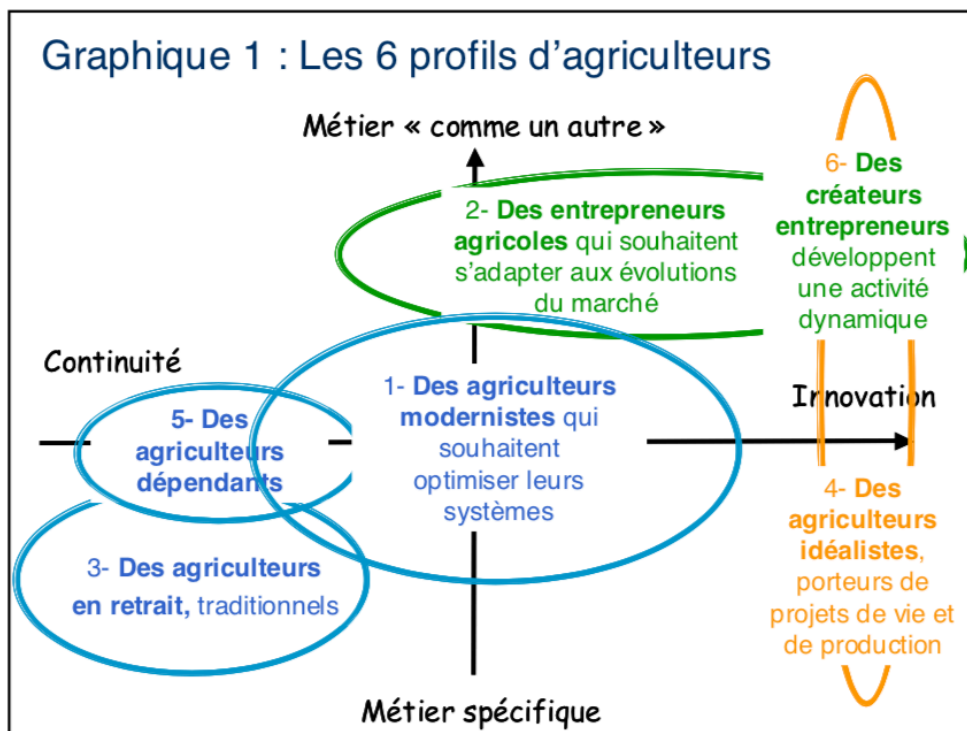 Graphique 1 : Les 6 profils d'agriculteurs
Métier « comme un autre »
6- Des
créateurs
entrepreneurs
développent
une activité
dynamique
2- Des entrepreneurs
agricoles qui souhaitent
s'adapter aux évolutions
du marché
Continuité
1- Des agriculteurs
modernistes qui
souhaitent
optimiser leurs
systèmes
Innovation
5- Des
agriculteurs
dépendants
4- Des
agriculteurs
idéalistes,
porteurs de
projets de vie et
de production
3- Des agriculteurs
en retrait, traditionnels
Métier spécifique